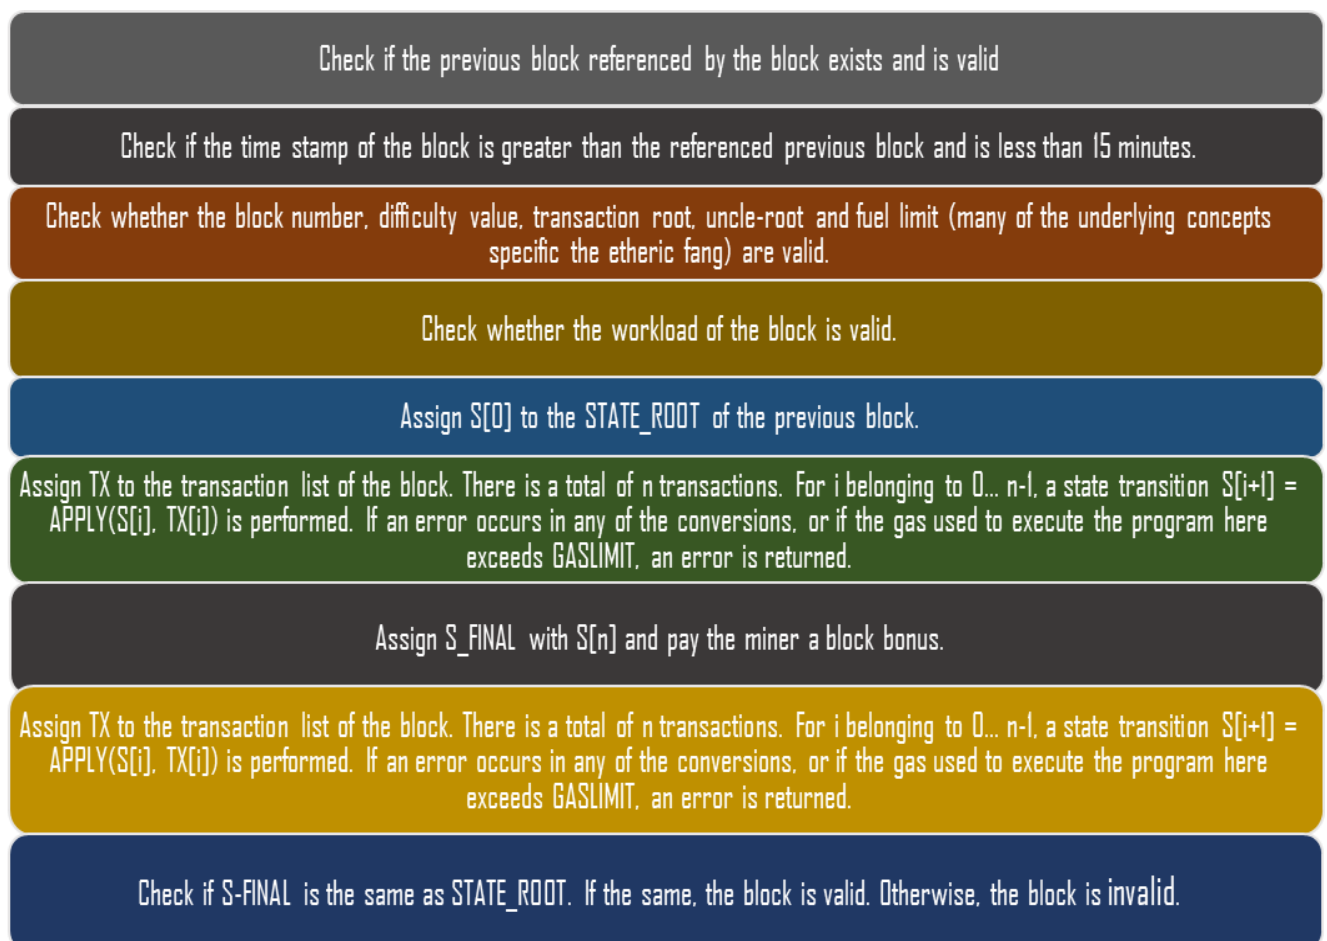 Check if the previous block referenced by the block exists and is valid
Check if the time stamp of the block is greater than the referenced previous block and is less than 15 minutes.
Check whether the block number, difficulty value, transaction root, uncle-root and fuel limit (many of the underlying concepts
specific the etheric fang) are valid.
Check whether the workload of the block is valid.
Assign S[0] to the STATE_ROOT of the previous block.
Assign TX to the transaction list of the block. There is a total of n transactions. For i belonging to 0... n-1, a state transition S[i+1] =
APPLY(S[i], TX[i]) is performed. If an error occurs in any of the conversions, or if the gas used to execute the program here
exceeds GASLIMIT, an error is returned.
Assign S_FINAL with S[n] and pay the miner a block bonus.
Assign TX to the transaction list of the block. There is a total of n transactions. For i belonging to 0... n-1, a state transition S[i+1] =
APPLY(S[i], TX[i]) is performed. If an error occurs in any of the conversions, or if the gas used to execute the program here
exceeds GASLIMIT, an error is returned.
Check if S-FINAL is the same as STATE_ROOT. If the same, the block is valid. Otherwise, the block is invalid.